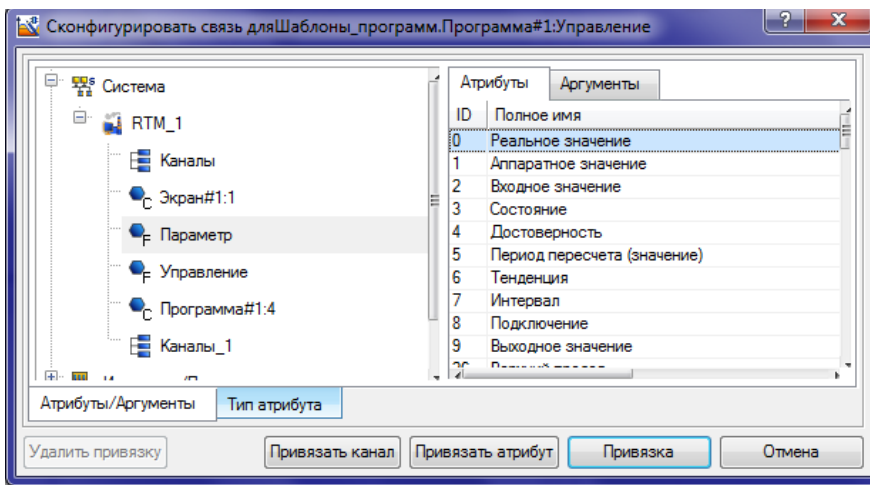 Сконфигурировать связь дляШаблоны_программ.Программа#1:Управление
Система
RTM_1
Каналы
Экран#1:1
Параметр
Управление
Программа#1:4
Каналы_1
Атрибуты/Аргументы
Тип атрибута
Атрибуты
Аргументы
ID Полное имя
0 Реальное значение
1 Аппаратное значение
2 Входное значение
3 Состояние
4 Достоверность
5 Период пересчета (значение)
6 Тенденция
7 Интервал
8 Подключение
9 Выходное значение
Удалить привязку
Привязать канал
Привязать атрибут
Привязка
Отмена